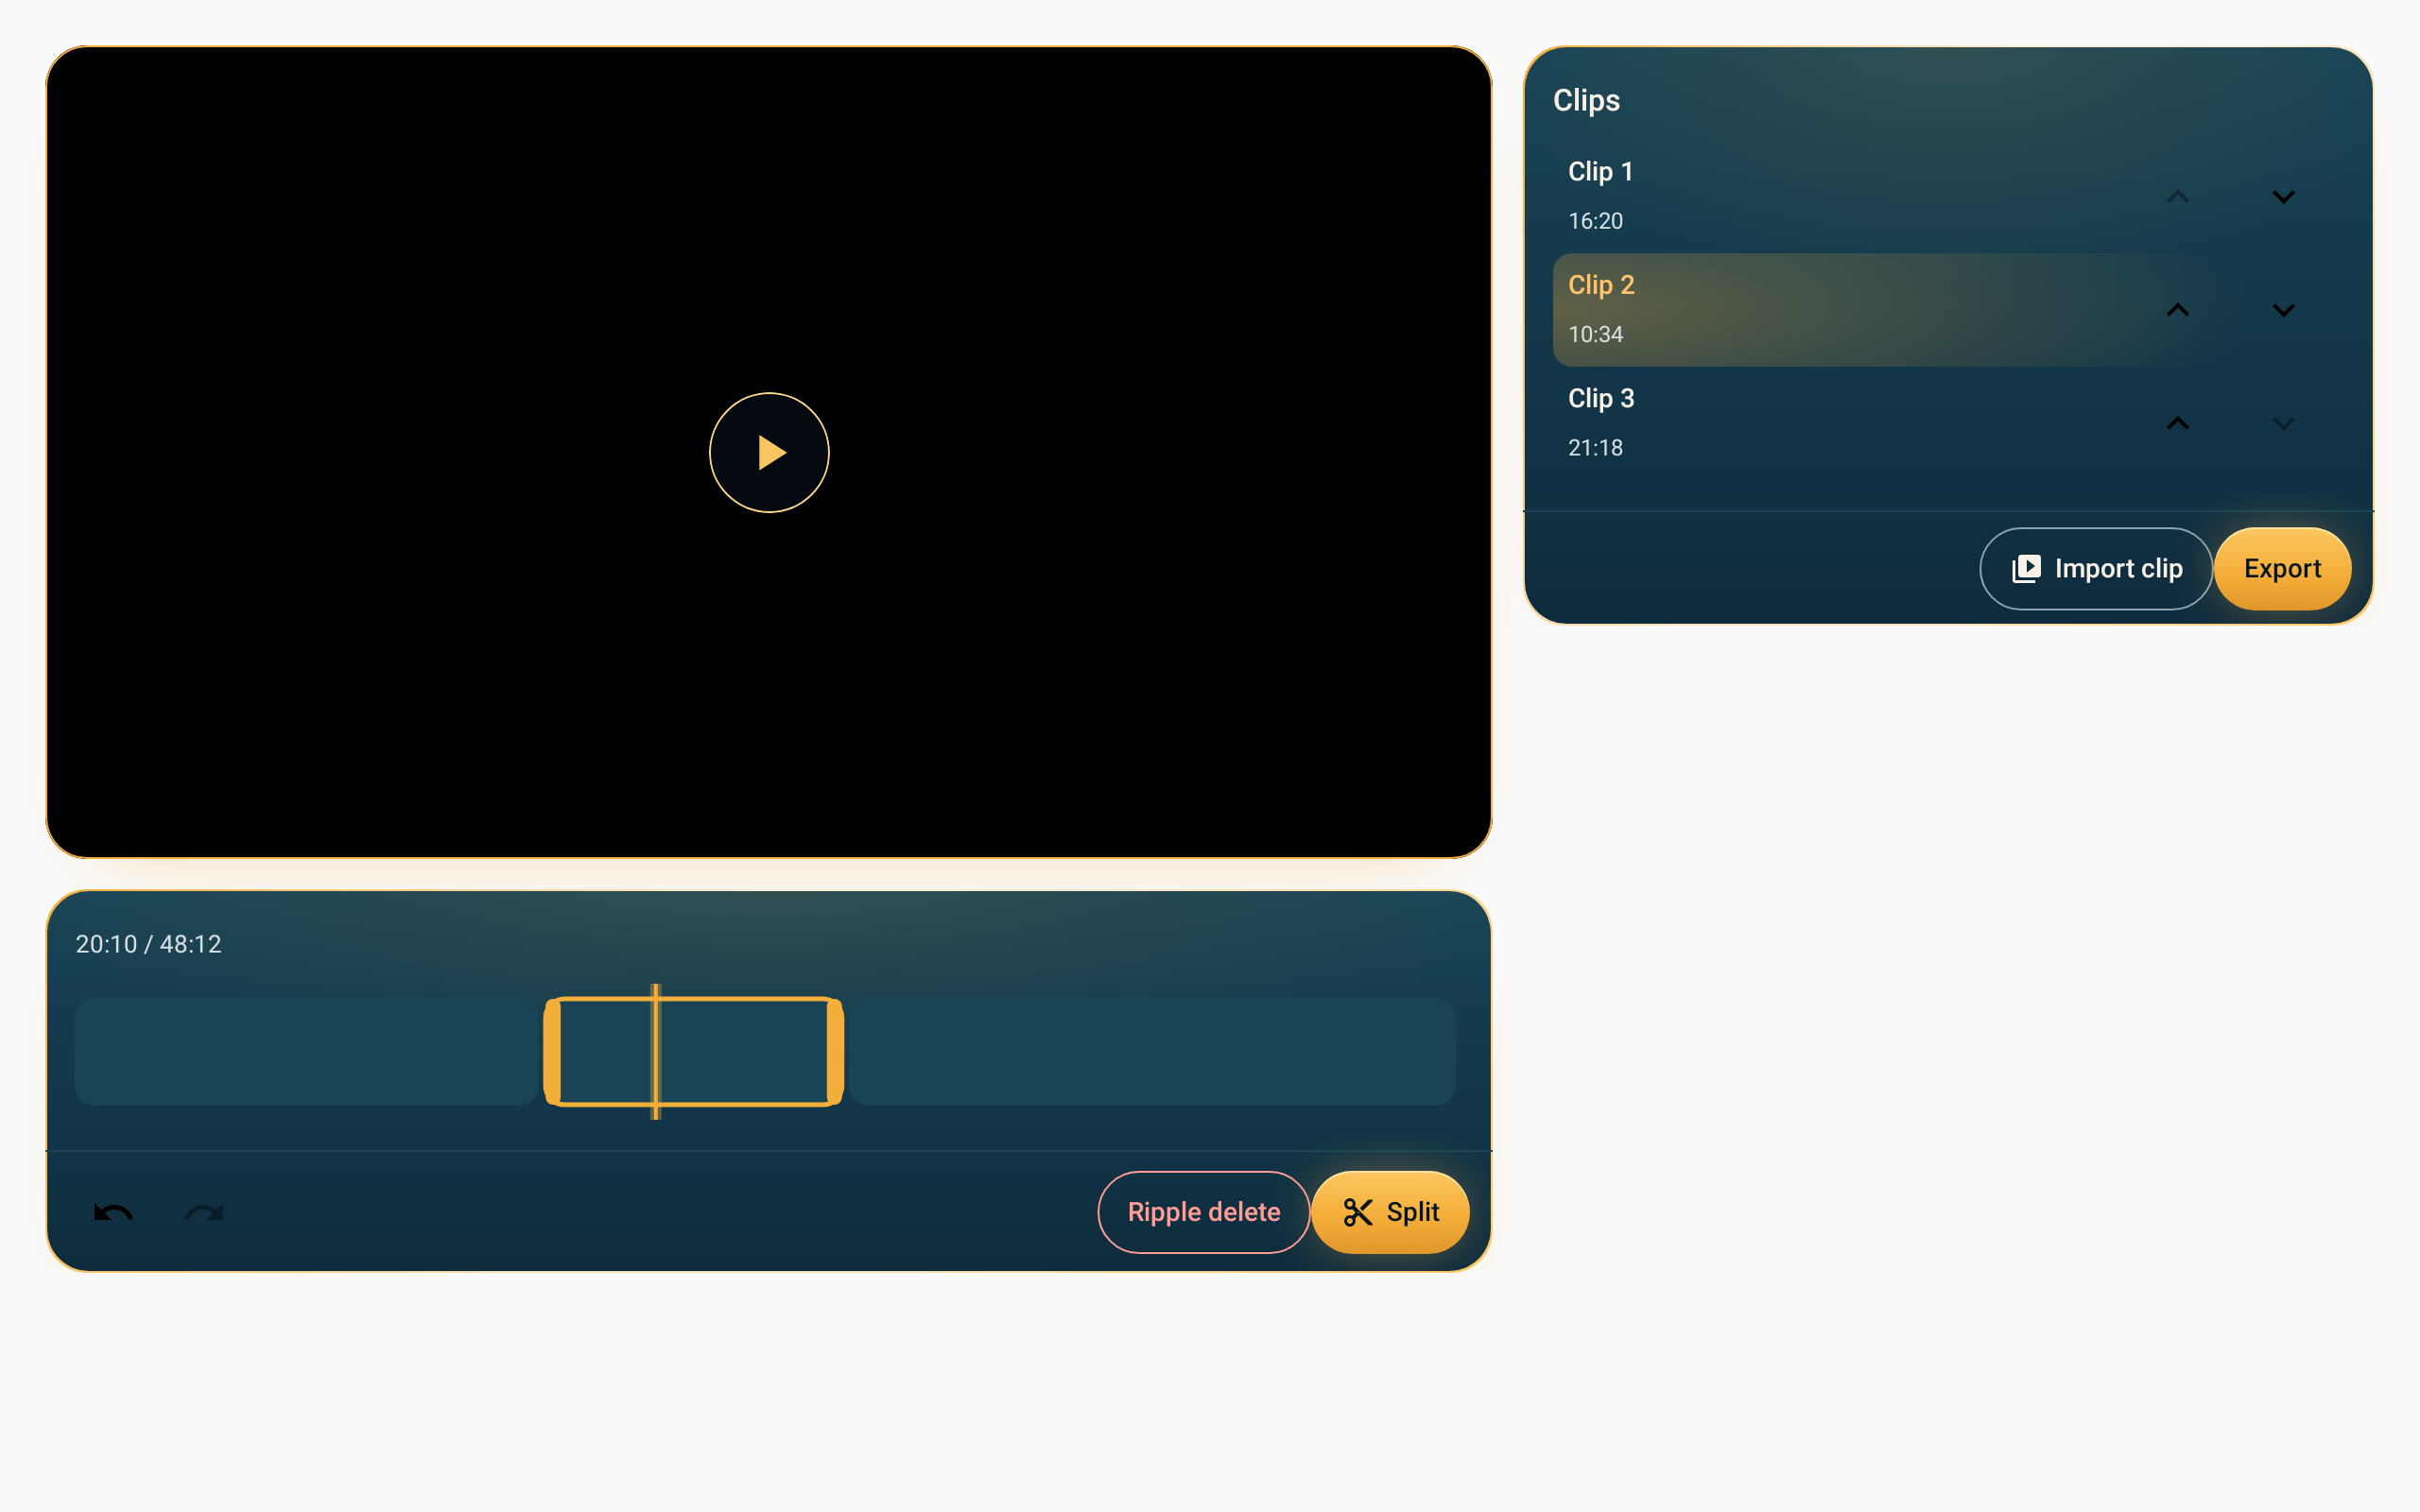 Clips
Clip 1
16:20
Clip 2
10:34
Clip 3
21:18
Import clip
Export
20:10 / 48:12
Ripple delete
Split